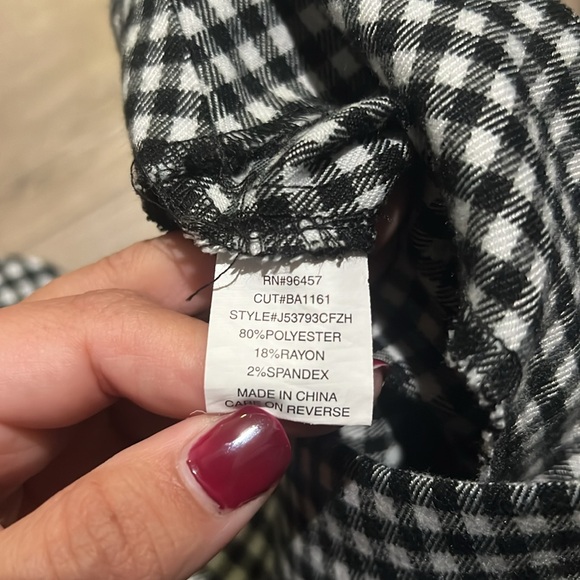 RN#96457
CUT#BA1161
STYLE#J53793CFZH
80%POLYESTER
18%RAYON
2%SPANDEX
MADE IN CHINA
CARE ON REVERSE